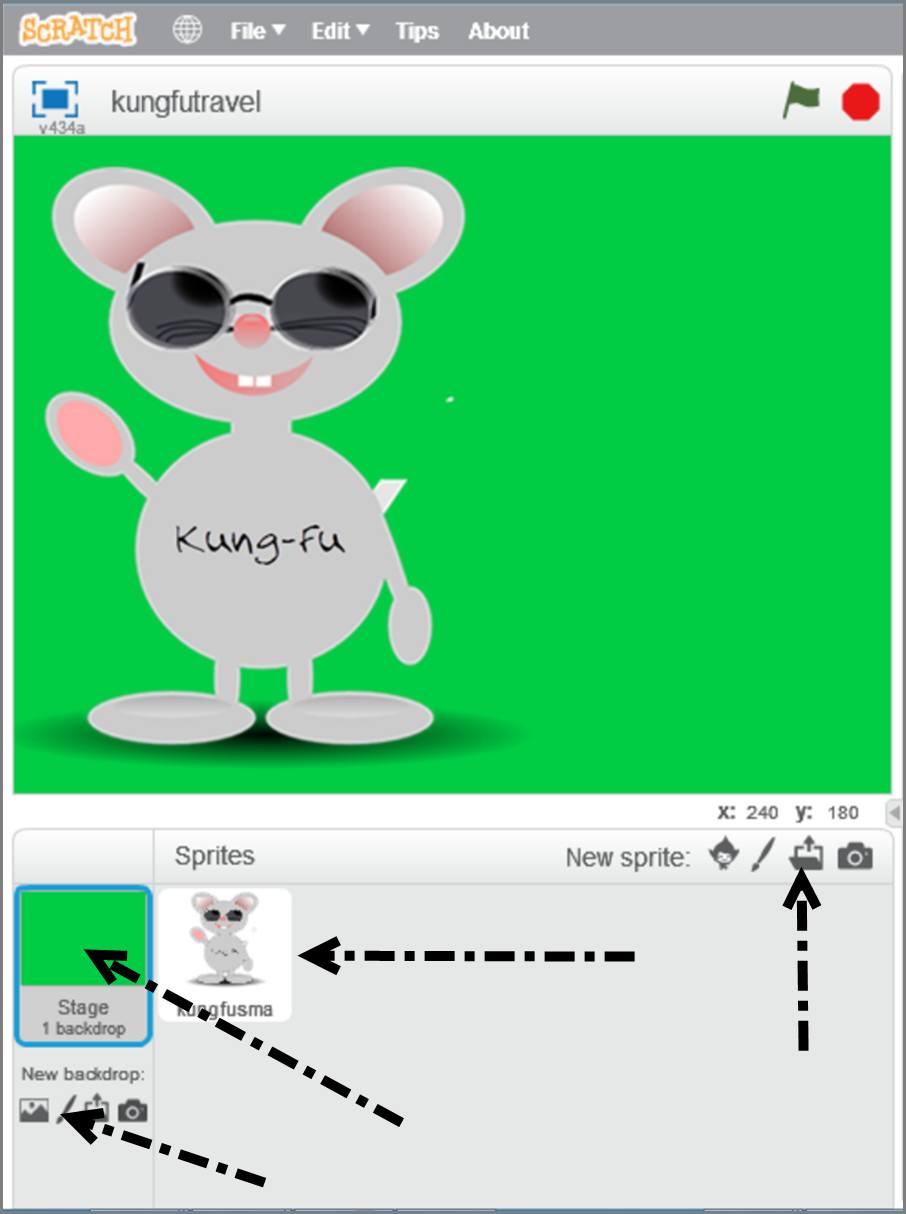 SCRATCH File Edit Tips About
kungfutravel
v434a
Kung-Fu
x: 240 y: 180
Sprites New sprite:
kungfusma
Stage
1 backdrop
New backdrop: